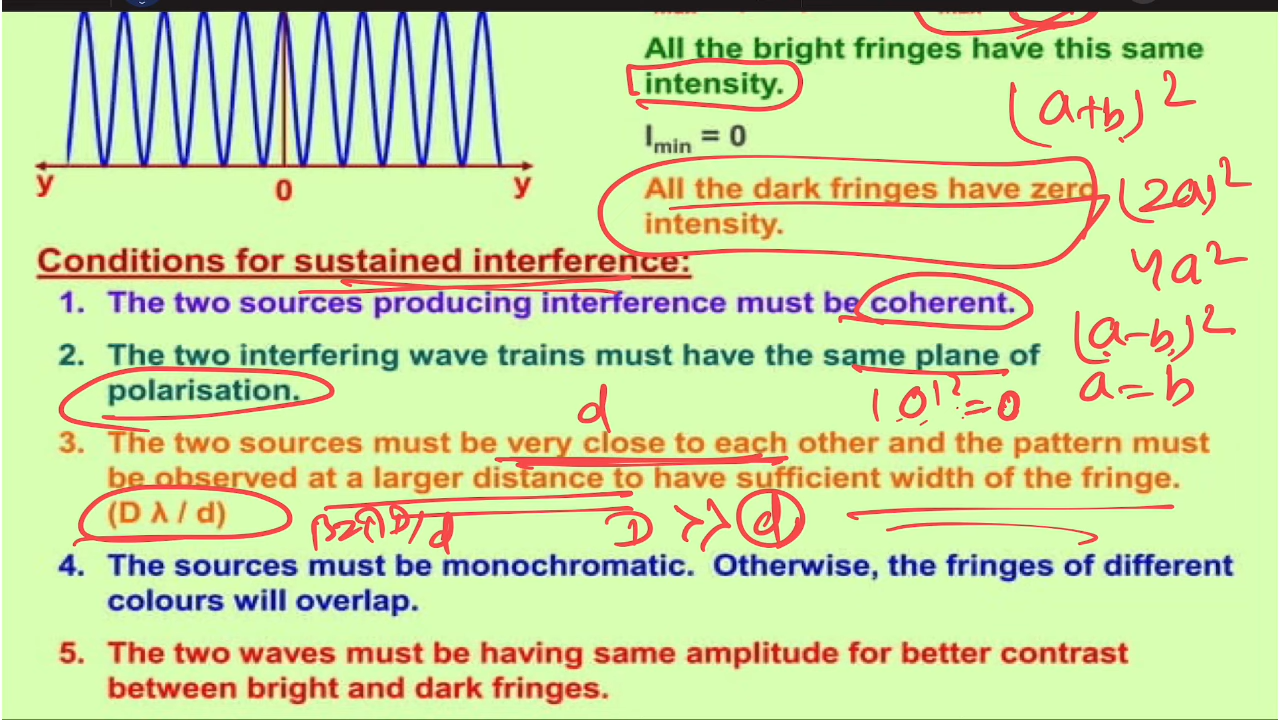 All the bright fringes have this same
intensity.
(a+b)²
I min = 0
All the dark fringes have zero
intensity.
(2a)²
4a²
y 0 y
Conditions for sustained interference:
1. The two sources producing interference must be coherent.
(a-b)²
2. The two interfering wave trains must have the same plane of
polarisation.
a = b
(0)² = 0
d
3. The two sources must be very close to each other and the pattern must
be observed at a larger distance to have sufficient width of the fringe.
(D λ / d)
β=λD/d
D >> d
4. The sources must be monochromatic. Otherwise, the fringes of different
colours will overlap.
5. The two waves must be having same amplitude for better contrast
between bright and dark fringes.